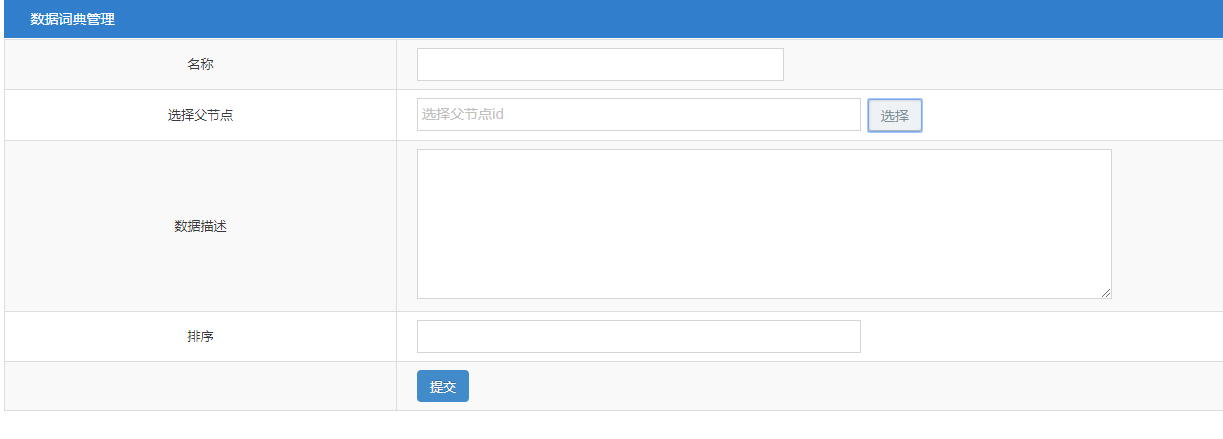 数据词典管理
名称
选择父节点
选择父节点id
选择
数据描述
排序
提交